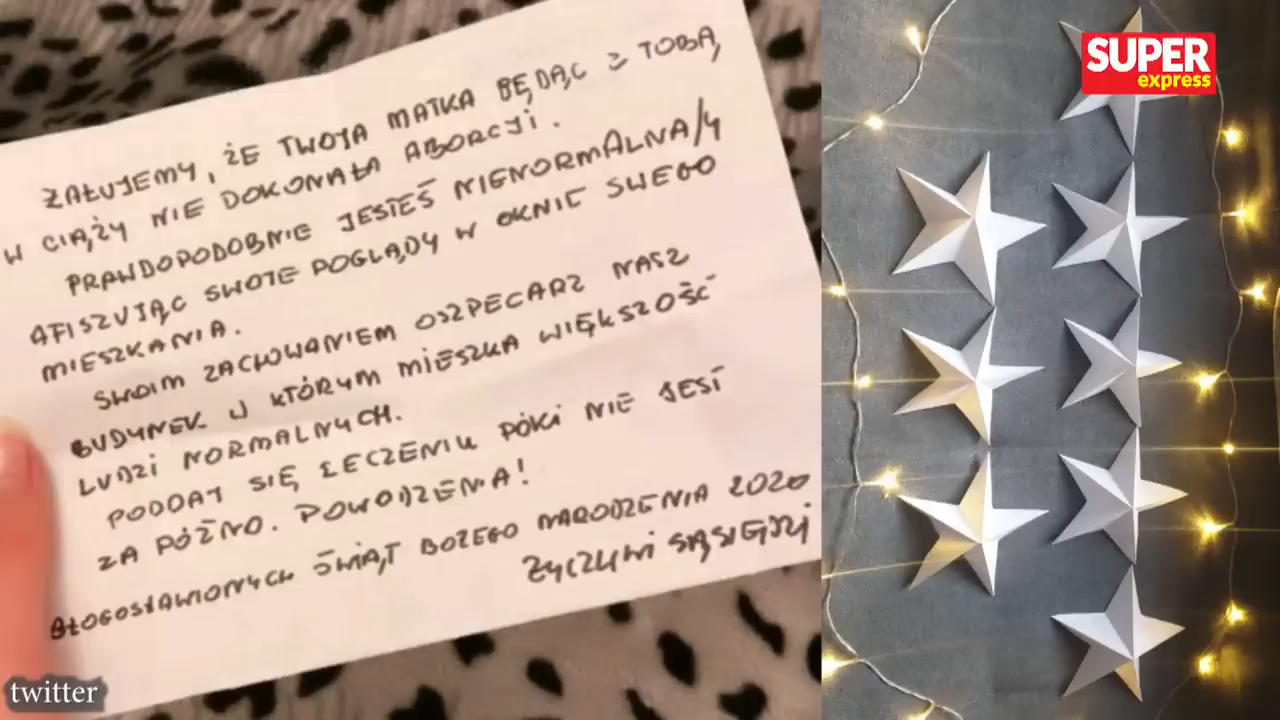 ŻAŁUJEMY, ŻE TWOJA MATKA BĘDĄC Z TOBĄ
W CIĄŻY NIE DOKONAŁA ABORCJI.
PRAWDOPODOBNIE JESTEŚ NIENORMALNA/Y
AFISZUJĄC SWOJE POGLĄDY W OKNIE SWEGO
MIESZKANIA.
SWOIM ZACHOWANIEM OSZPECASZ NASZ
BUDYNEK W KTÓRYM MIESZKA WIĘKSZOŚĆ
LUDZI NORMALNYCH.
PODDAJ SIĘ LECZENIU PÓKI NIE JEST
ZA PÓŹNO. POWODZENIA!
BŁOGOSŁAWIONYCH ŚWIĄT BOŻEGO NARODZENIA 2020
ŻYCZLIWI SĄSIEDZI
twitter
SUPER
express